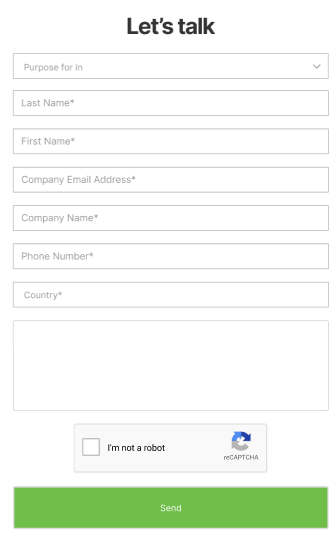 Let's talk
Purpose for in
Last Name*
First Name*
Company Email Address*
Company Name*
Phone Number*
Country*
I'm not a robot
reCAPTCHA
Send